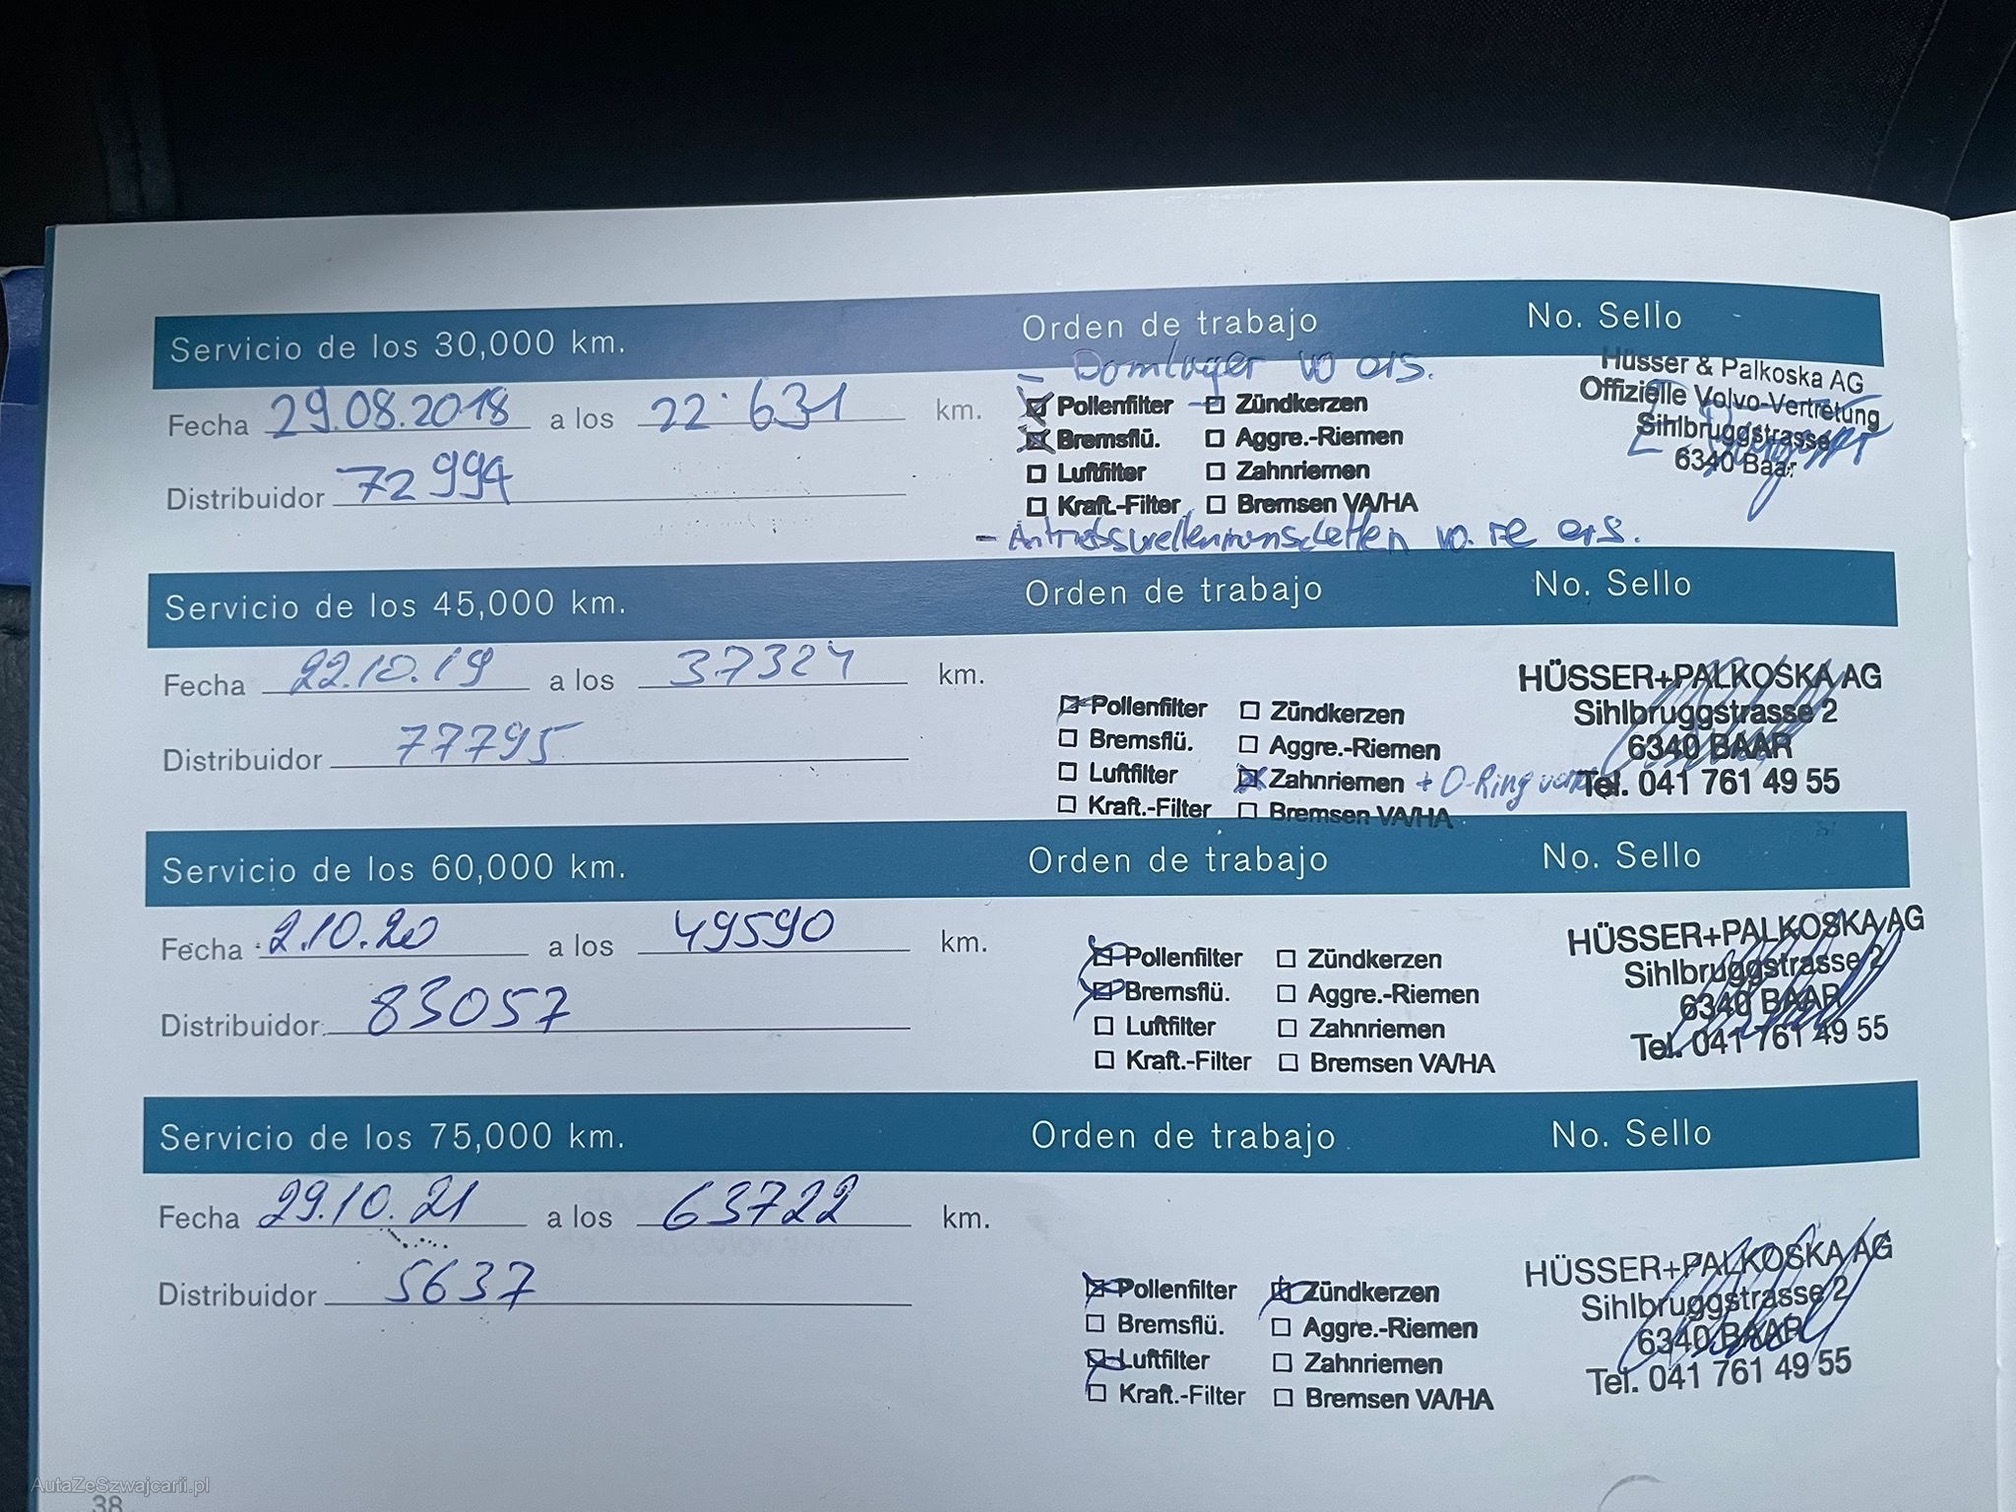 Servicio de los 30,000 km. Orden de trabajo No. Sello
- Domlager vo ers.
Fecha 29.08.2018 a los 22'631 km.
Distribuidor 72994
Pollenfilter Zündkerzen
Bremsflü. Aggre.-Riemen
Luftfilter Zahnriemen
Kraft.-Filter Bremsen VA/HA
- Antriebswellenmanschetten vo. re ers.
Hüsser & Palkoska AG
Offizielle Volvo-Vertretung
Sihlbruggstrasse
6340 Baar
Servicio de los 45,000 km. Orden de trabajo No. Sello
Fecha 22.10.19 a los 37324 km.
Distribuidor 77795
Pollenfilter Zündkerzen
Bremsflü. Aggre.-Riemen
Luftfilter Zahnriemen + O-Ring
Kraft.-Filter Bremsen VA/HA
HÜSSER+PALKOSKA AG
Sihlbruggstrasse 2
6340 BAAR
Tel. 041 761 49 55
Servicio de los 60,000 km. Orden de trabajo No. Sello
Fecha 2.10.20 a los 49590 km.
Distribuidor 83057
Pollenfilter Zündkerzen
Bremsflü. Aggre.-Riemen
Luftfilter Zahnriemen
Kraft.-Filter Bremsen VA/HA
HÜSSER+PALKOSKA AG
Sihlbruggstrasse 2
6340 BAAR
Tel. 041 761 49 55
Servicio de los 75,000 km. Orden de trabajo No. Sello
Fecha 29.10.21 a los 63722 km.
Distribuidor 5637
Pollenfilter Zündkerzen
Bremsflü. Aggre.-Riemen
Luftfilter Zahnriemen
Kraft.-Filter Bremsen VA/HA
HÜSSER+PALKOSKA AG
Sihlbruggstrasse 2
6340 BAAR
Tel. 041 761 49 55
AutaZeSzwajcarii.pl
38